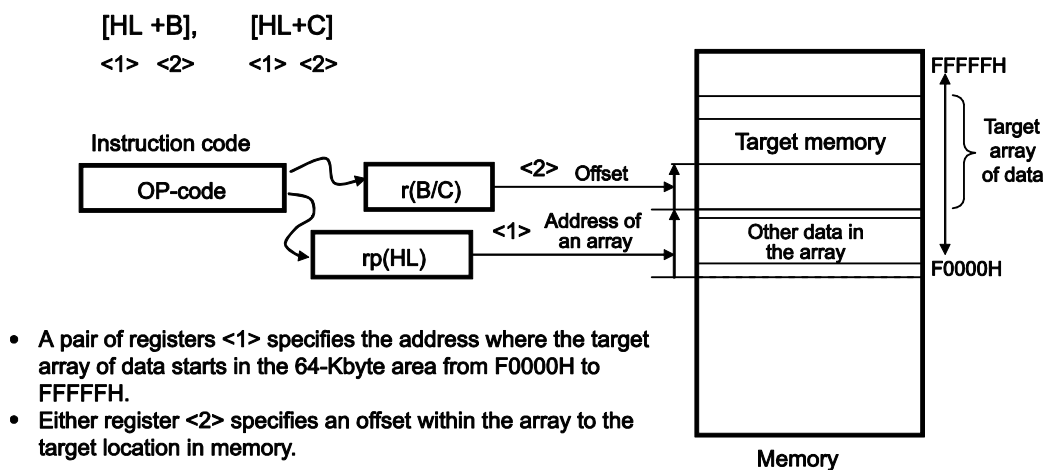 [HL +B], [HL+C]
<1> <2> <1> <2>
FFFFFH
Instruction code
OP-code
r(B/C)
<2> Offset
Target memory
Target
array
of data
rp(HL)
<1> Address of
an array
Other data in
the array
F0000H
• A pair of registers <1> specifies the address where the target
array of data starts in the 64-Kbyte area from F0000H to
FFFFFH.
• Either register <2> specifies an offset within the array to the
target location in memory.
Memory